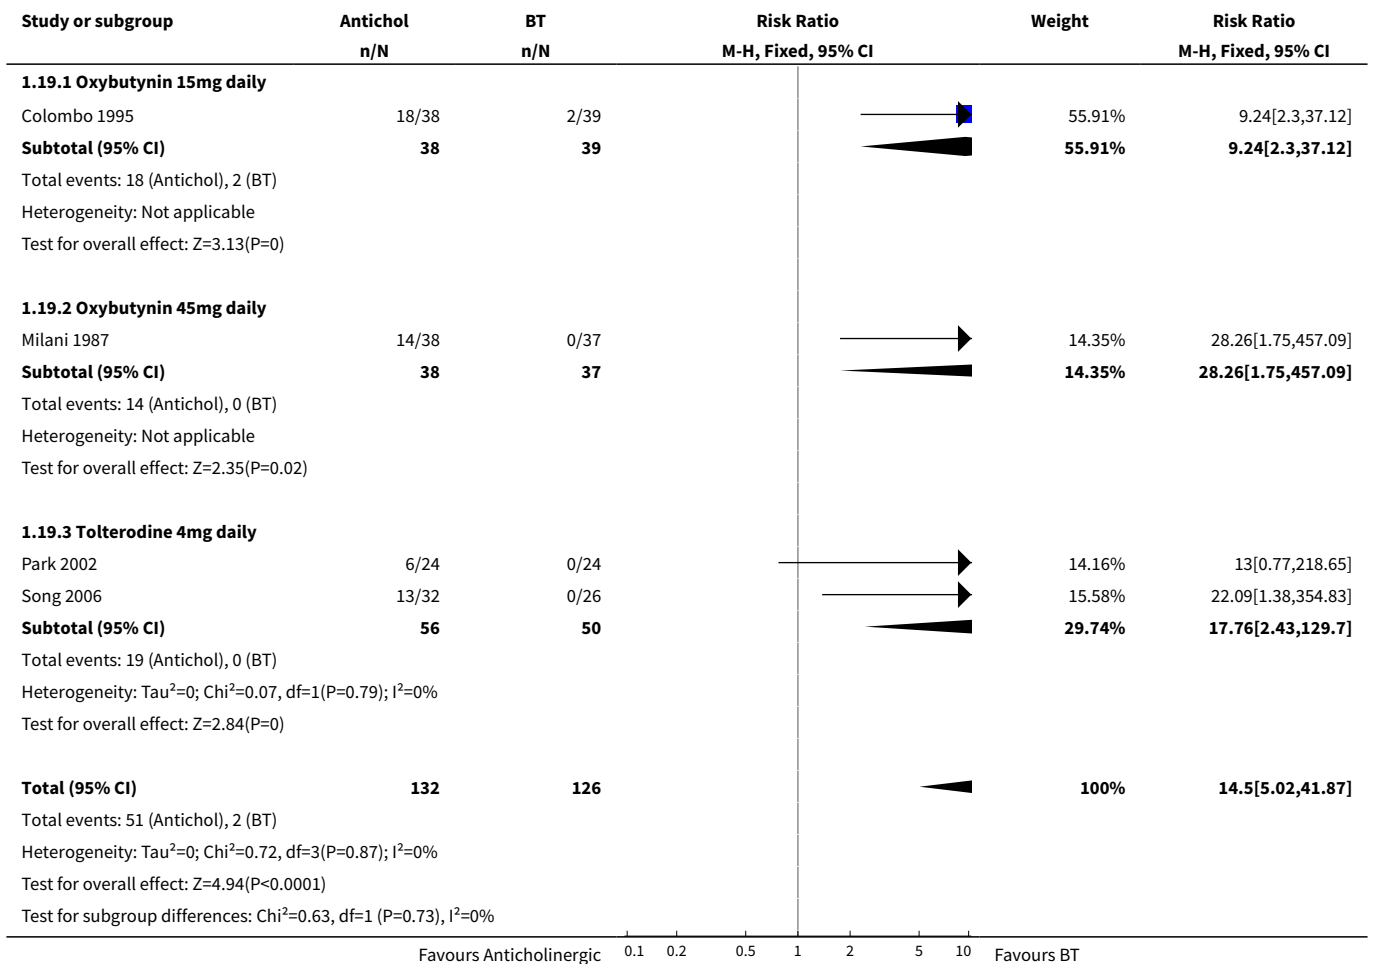 Study or subgroup Antichol BT Risk Ratio Weight Risk Ratio
n/N n/N M-H, Fixed, 95% CI M-H, Fixed, 95% CI
1.19.1 Oxybutynin 15mg daily
Colombo 1995 18/38 2/39 55.91% 9.24[2.3,37.12]
Subtotal (95% CI) 38 39 55.91% 9.24[2.3,37.12]
Total events: 18 (Antichol), 2 (BT)
Heterogeneity: Not applicable
Test for overall effect: Z=3.13(P=0)
1.19.2 Oxybutynin 45mg daily
Milani 1987 14/38 0/37 14.35% 28.26[1.75,457.09]
Subtotal (95% CI) 38 37 14.35% 28.26[1.75,457.09]
Total events: 14 (Antichol), 0 (BT)
Heterogeneity: Not applicable
Test for overall effect: Z=2.35(P=0.02)
1.19.3 Tolterodine 4mg daily
Park 2002 6/24 0/24 14.16% 13[0.77,218.65]
Song 2006 13/32 0/26 15.58% 22.09[1.38,354.83]
Subtotal (95% CI) 56 50 29.74% 17.76[2.43,129.7]
Total events: 19 (Antichol), 0 (BT)
Heterogeneity: Tau²=0; Chi²=0.07, df=1(P=0.79); I²=0%
Test for overall effect: Z=2.84(P=0)
Total (95% CI) 132 126 100% 14.5[5.02,41.87]
Total events: 51 (Antichol), 2 (BT)
Heterogeneity: Tau²=0; Chi²=0.72, df=3(P=0.87); I²=0%
Test for overall effect: Z=4.94(P<0.0001)
Test for subgroup differences: Chi²=0.63, df=1 (P=0.73), I²=0%
Favours Anticholinergic 0.1 0.2 0.5 1 2 5 10 Favours BT